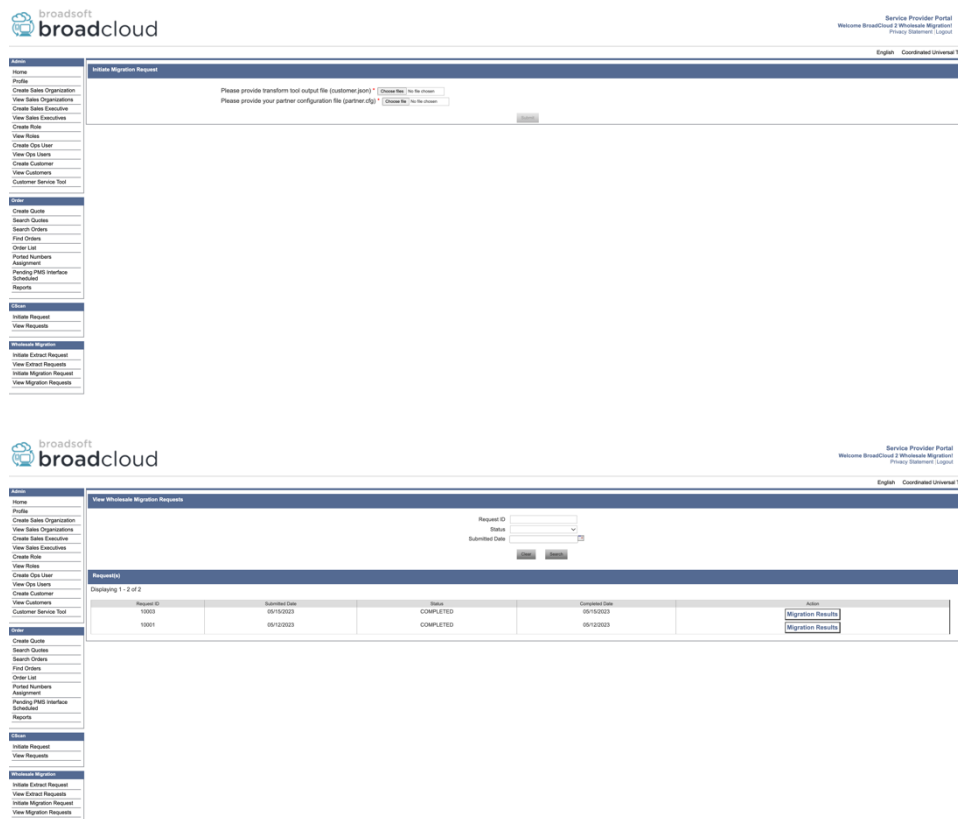 broadsoft
broadcloud
Service Provider Portal
Welcome BroadCloud 2 Wholesale Migration!
Privacy Statement | Logout
English Coordinated Universal T
Admin
Home
Profile
Create Sales Organization
View Sales Organizations
Create Sales Executive
View Sales Executives
Create Role
View Roles
Create Ops User
View Ops Users
Create Customer
View Customers
Customer Service Tool
Order
Create Quote
Search Quotes
Search Orders
Find Orders
Order List
Ported Numbers
Assignment
Pending PMS Interface
Scheduled
Reports
CScan
Initiate Request
View Requests
Wholesale Migration
Initiate Extract Request
View Extract Requests
Initiate Migration Request
View Migration Requests
Initiate Migration Request
Please provide transform tool output file (customer.json) * Choose files No file chosen
Please provide your partner configuration file (partner.cfg) * Choose file No file chosen
Submit
broadsoft
broadcloud
Service Provider Portal
Welcome BroadCloud 2 Wholesale Migration!
Privacy Statement | Logout
English Coordinated Universal T
Admin
Home
Profile
Create Sales Organization
View Sales Organizations
Create Sales Executive
View Sales Executives
Create Role
View Roles
Create Ops User
View Ops Users
Create Customer
View Customers
Customer Service Tool
Order
Create Quote
Search Quotes
Search Orders
Find Orders
Order List
Ported Numbers
Assignment
Pending PMS Interface
Scheduled
Reports
CScan
Initiate Request
View Requests
Wholesale Migration
Initiate Extract Request
View Extract Requests
Initiate Migration Request
View Migration Requests
View Wholesale Migration Requests
Request ID
Status
Submitted Date
Clear Search
Request(s)
Displaying 1 - 2 of 2
Request ID Submitted Date Status Completed Date Action
10003 05/15/2023 COMPLETED 05/15/2023 Migration Results
10001 05/12/2023 COMPLETED 05/12/2023 Migration Results